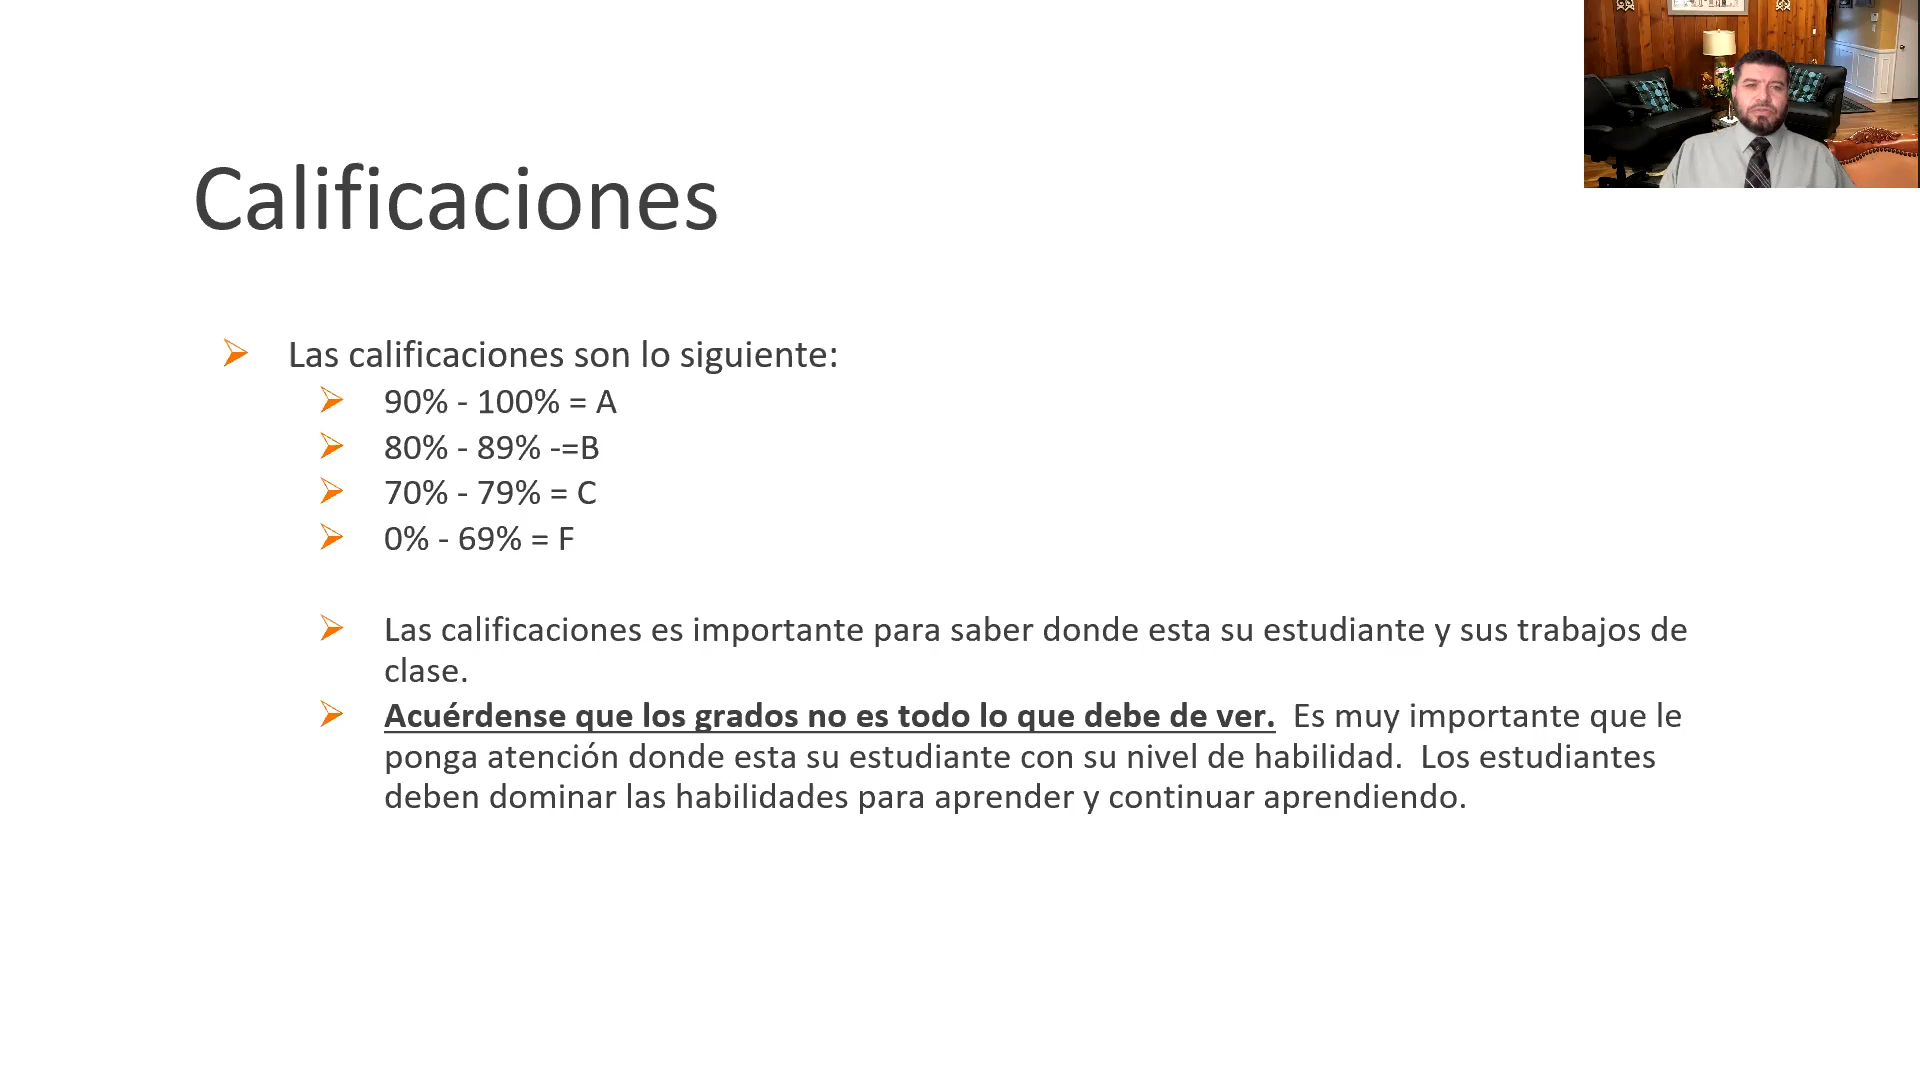 Calificaciones
Las calificaciones son lo siguiente:
90% - 100% = A
80% - 89% -=B
70% - 79% = C
0% - 69% = F
Las calificaciones es importante para saber donde esta su estudiante y sus trabajos de
clase.
Acuérdense que los grados no es todo lo que debe de ver. Es muy importante que le
ponga atención donde esta su estudiante con su nivel de habilidad. Los estudiantes
deben dominar las habilidades para aprender y continuar aprendiendo.